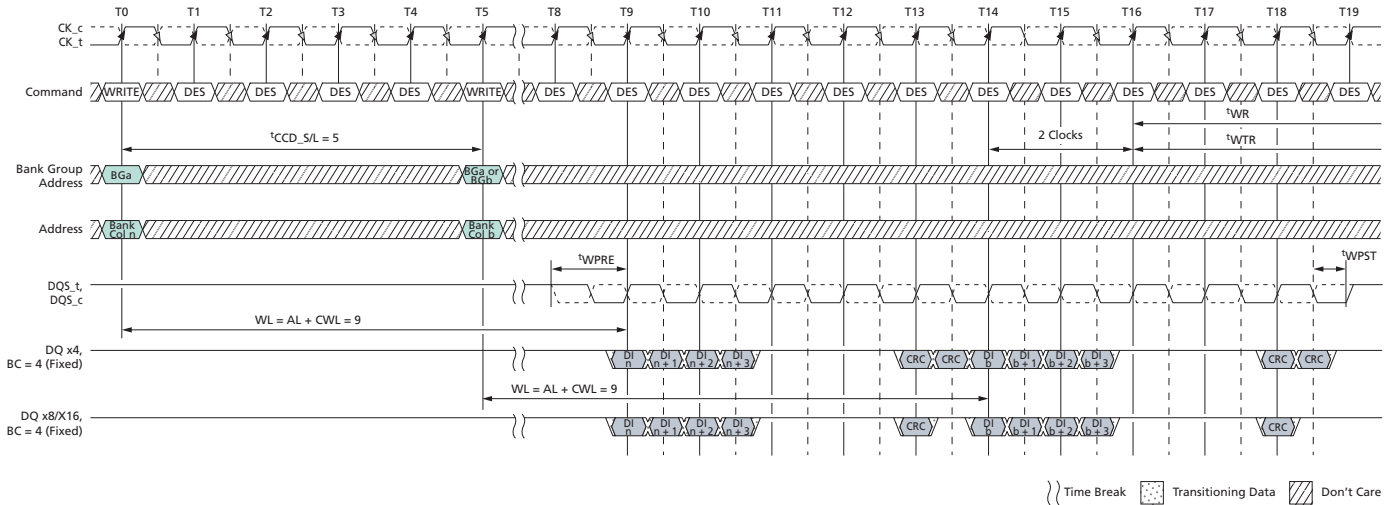 T0 T1 T2 T3 T4 T5 T8 T9 T10 T11 T12 T13 T14 T15 T16 T17 T18 T19
CK_c
CK_t
Command WRITE DES DES DES DES WRITE DES DES DES DES DES DES DES DES DES DES DES DES
tWR
tCCD_S/L = 5 2 Clocks tWTR
Bank Group
Address BGa BGa or
BGb
Address Bank
Col n Bank
Col b
tWPRE tWPST
DQS_t,
DQS_c
WL = AL + CWL = 9
DQ x4,
BC = 4 (Fixed) DI
n DI
n + 1 DI
n + 2 DI
n + 3 CRC CRC DI
b DI
b + 1 DI
b + 2 DI
b + 3 CRC CRC
WL = AL + CWL = 9
DQ x8/X16,
BC = 4 (Fixed) DI
n DI
n + 1 DI
n + 2 DI
n + 3 CRC DI
b DI
b + 1 DI
b + 2 DI
b + 3 CRC
Time Break Transitioning Data Don't Care